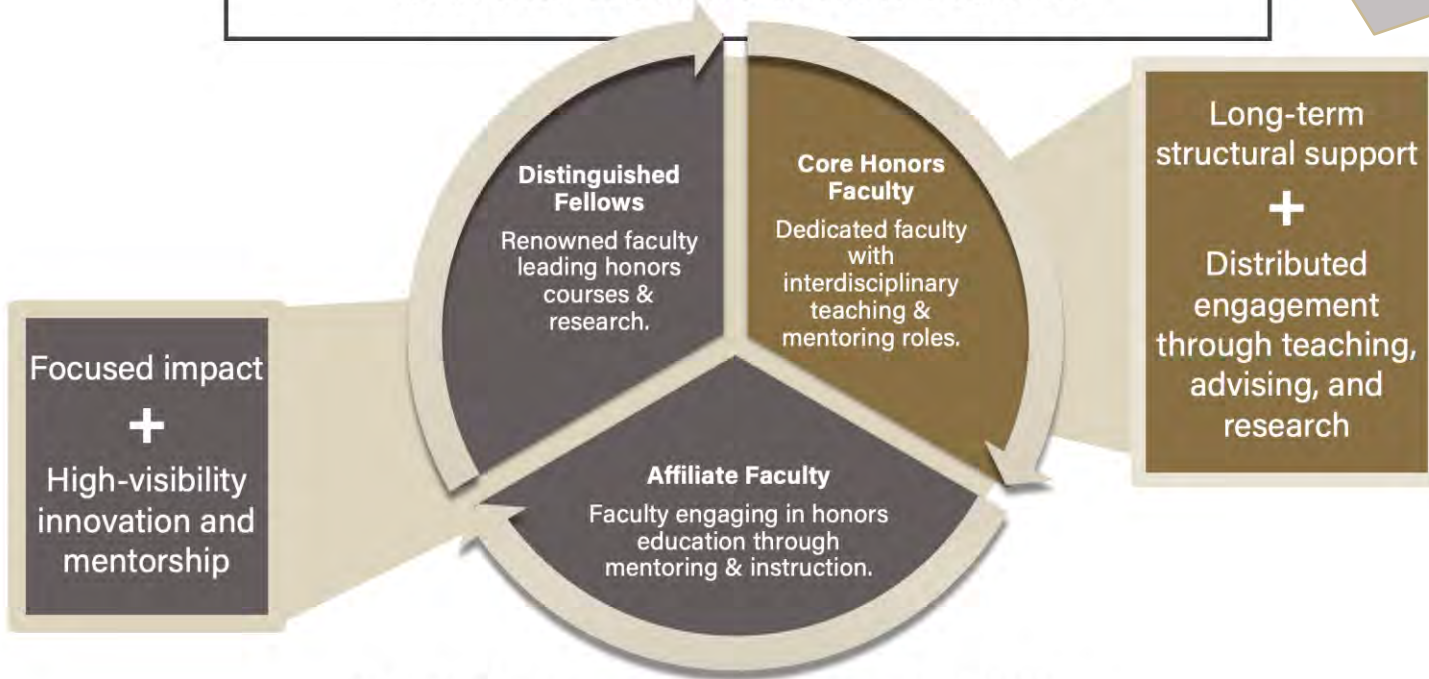 Distinguished
Fellows
Renowned faculty
leading honors
courses &
research.
Core Honors
Faculty
Dedicated faculty
with
interdisciplinary
teaching &
mentoring roles.
Affiliate Faculty
Faculty engaging in honors
education through
mentoring & instruction.
Focused impact
+
High-visibility
innovation and
mentorship
Long-term
structural support
+
Distributed
engagement
through teaching,
advising, and
research